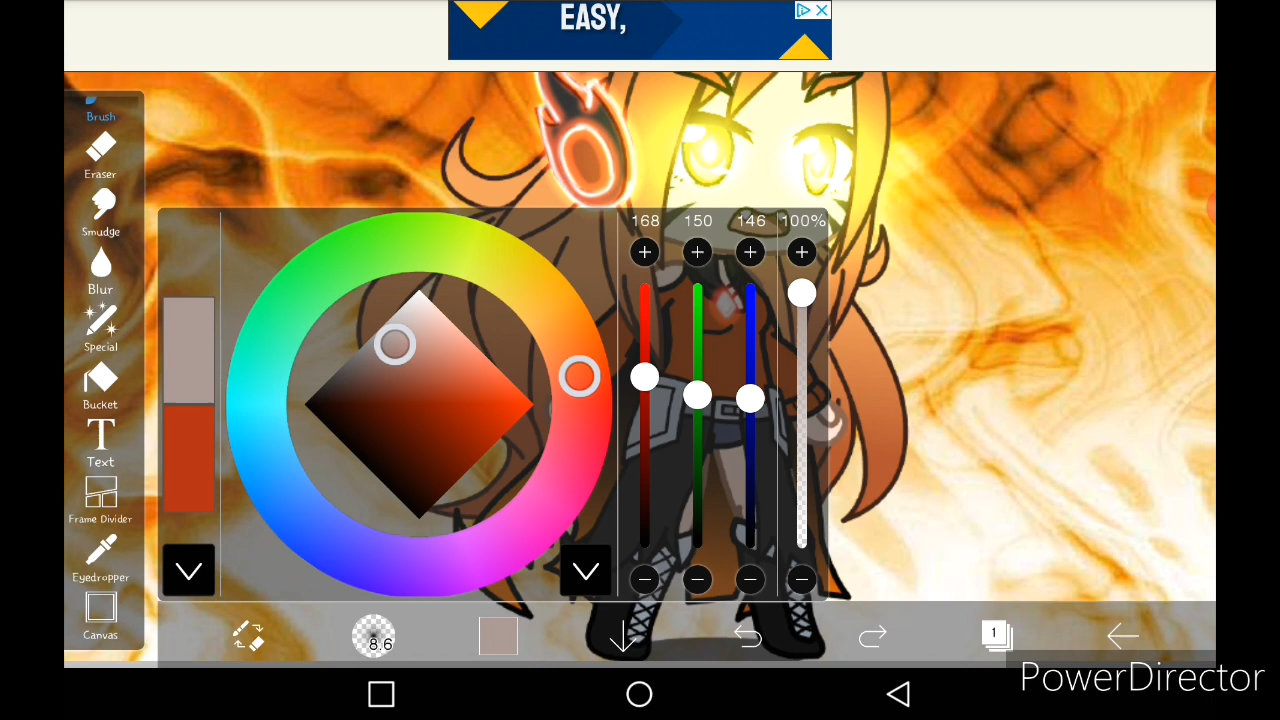 EASY,
Brush
Eraser
Smudge
Blur
Special
Bucket
Text
Frame Divider
Eyedropper
Canvas
168 150 146 100%
8.6
1
PowerDirector